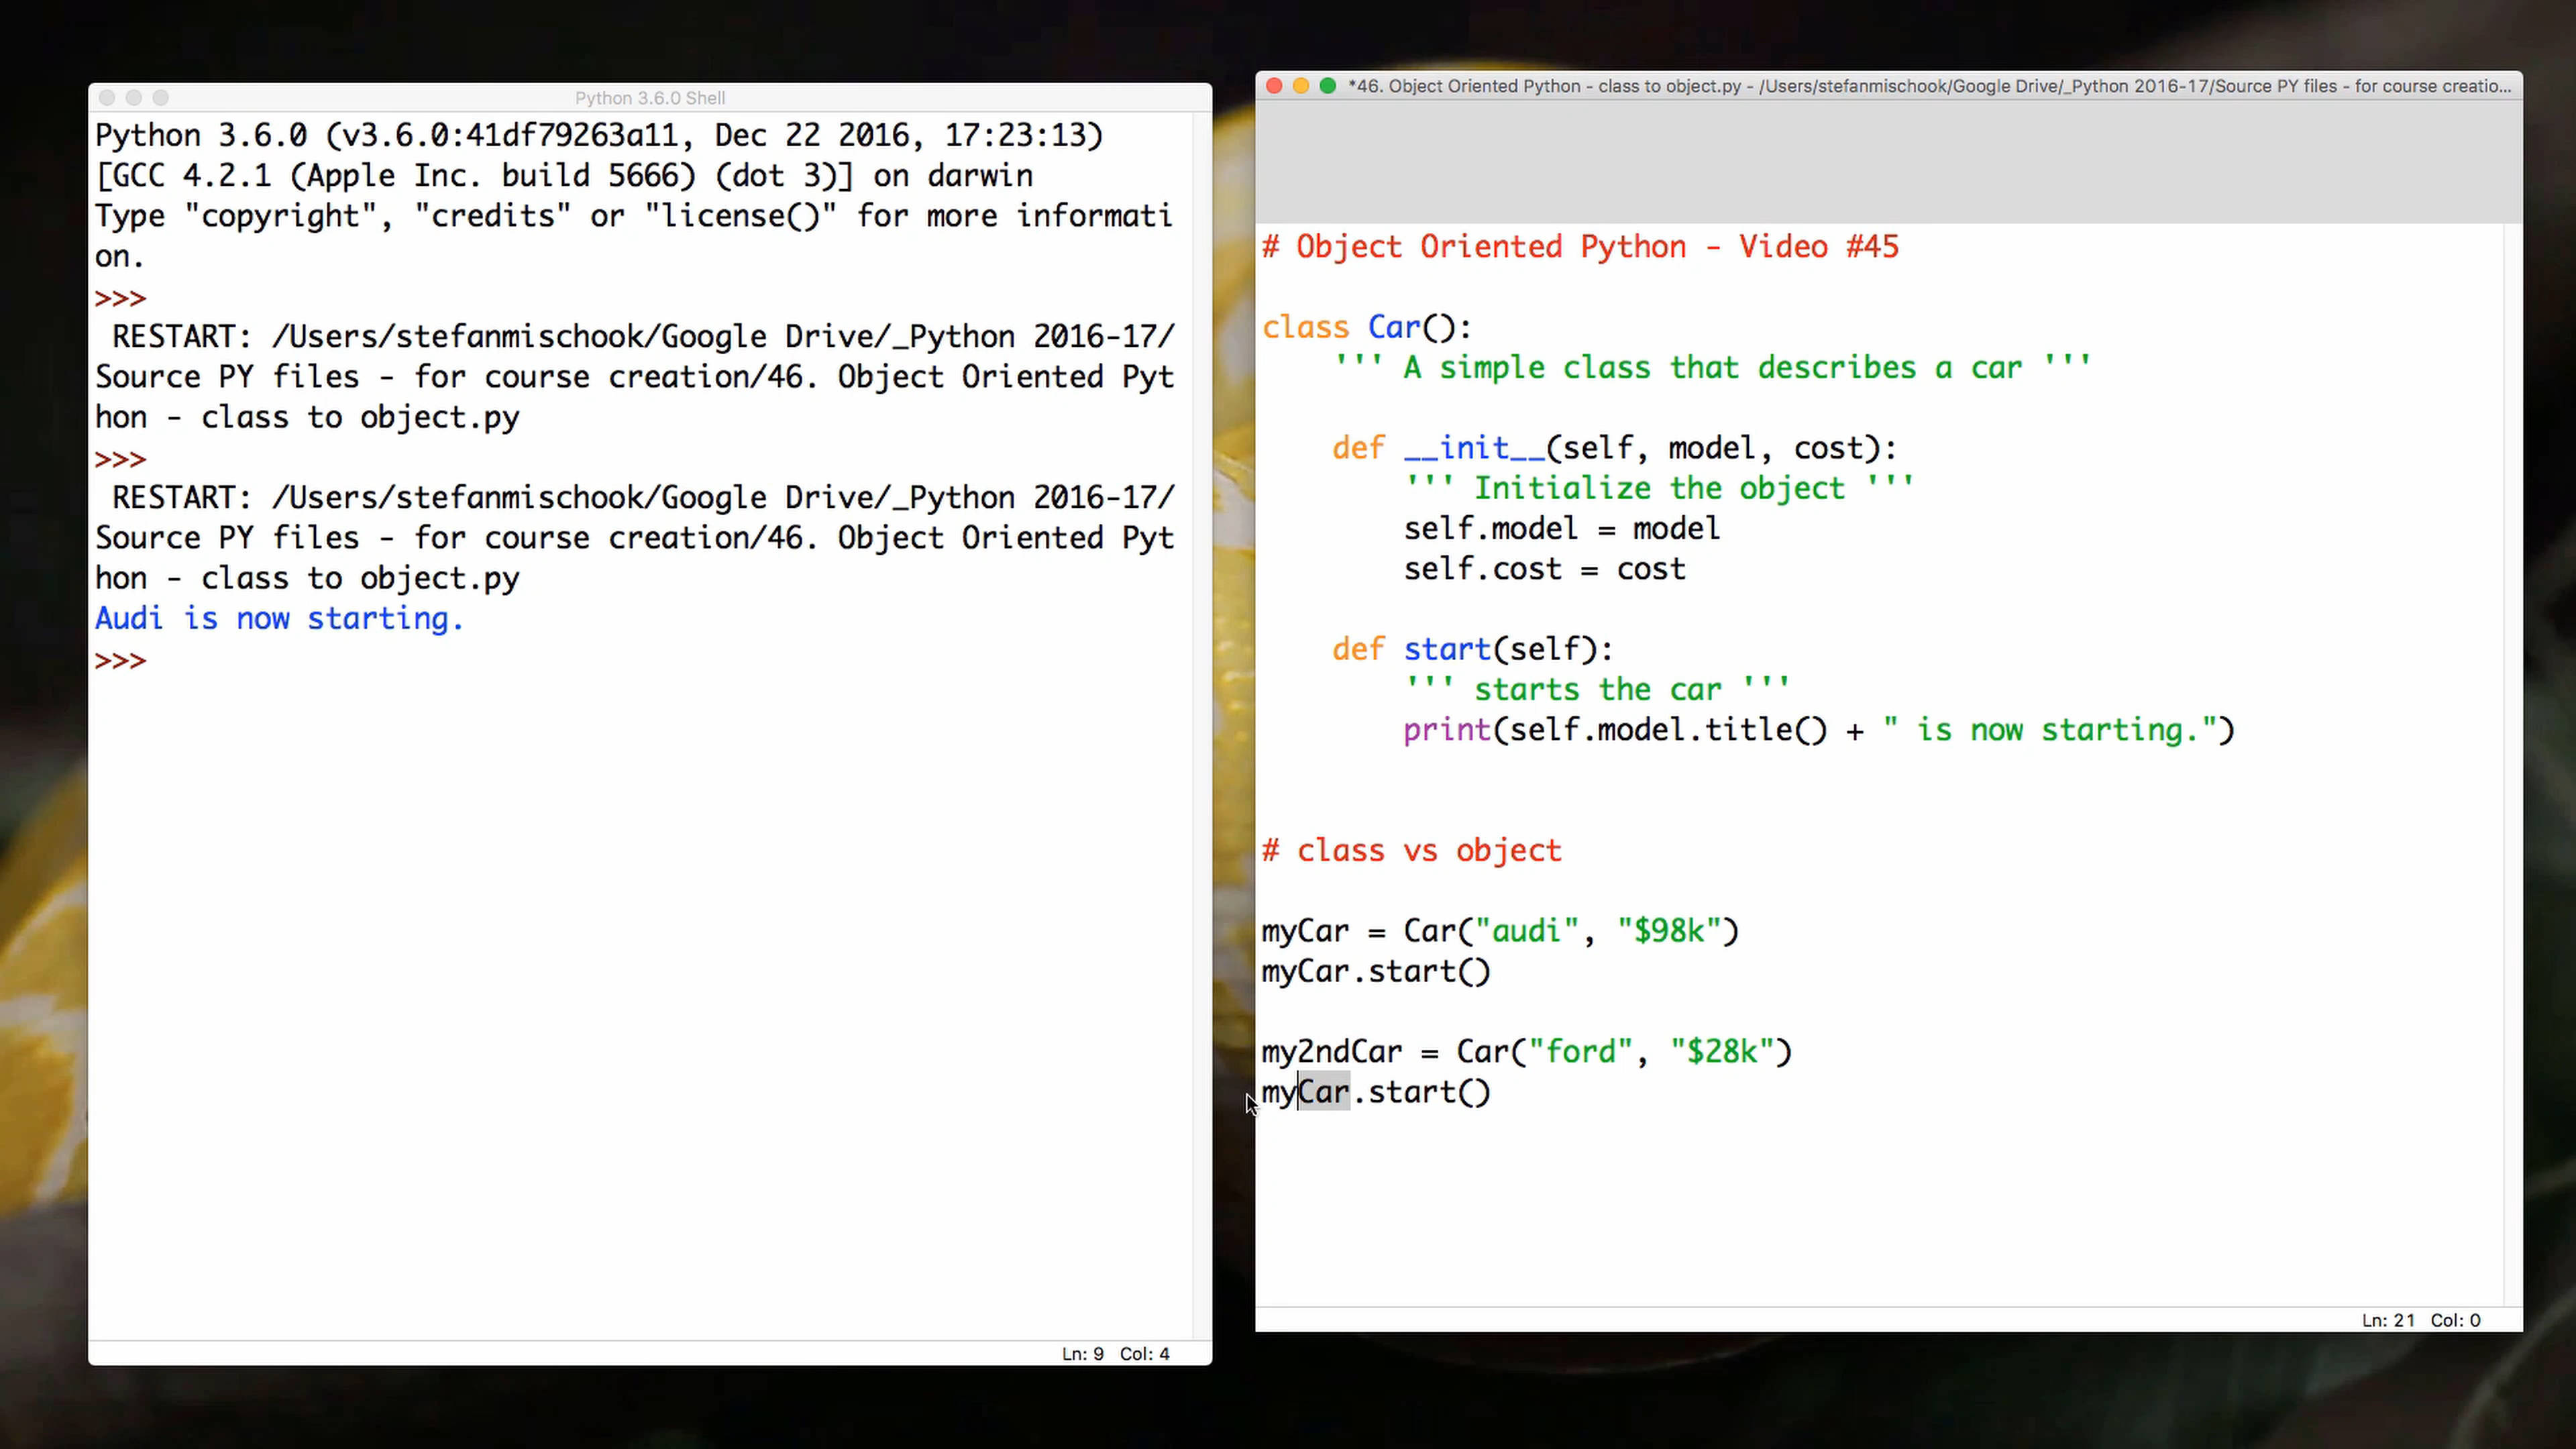 Python 3.6.0 Shell
Python 3.6.0 (v3.6.0:41df79263a11, Dec 22 2016, 17:23:13)
[GCC 4.2.1 (Apple Inc. build 5666) (dot 3)] on darwin
Type "copyright", "credits" or "license()" for more informati
on.
>>>
RESTART: /Users/stefanmischook/Google Drive/_Python 2016-17/
Source PY files - for course creation/46. Object Oriented Pyt
hon - class to object.py
>>>
RESTART: /Users/stefanmischook/Google Drive/_Python 2016-17/
Source PY files - for course creation/46. Object Oriented Pyt
hon - class to object.py
Audi is now starting.
>>>
Ln: 9 Col: 4
*46. Object Oriented Python - class to object.py - /Users/stefanmischook/Google Drive/_Python 2016-17/Source PY files - for course creatio...
# Object Oriented Python - Video #45
class Car():
''' A simple class that describes a car '''
def __init__(self, model, cost):
''' Initialize the object '''
self.model = model
self.cost = cost
def start(self):
''' starts the car '''
print(self.model.title() + " is now starting.")
# class vs object
myCar = Car("audi", "$98k")
myCar.start()
my2ndCar = Car("ford", "$28k")
myCar.start()
Ln: 21 Col: 0